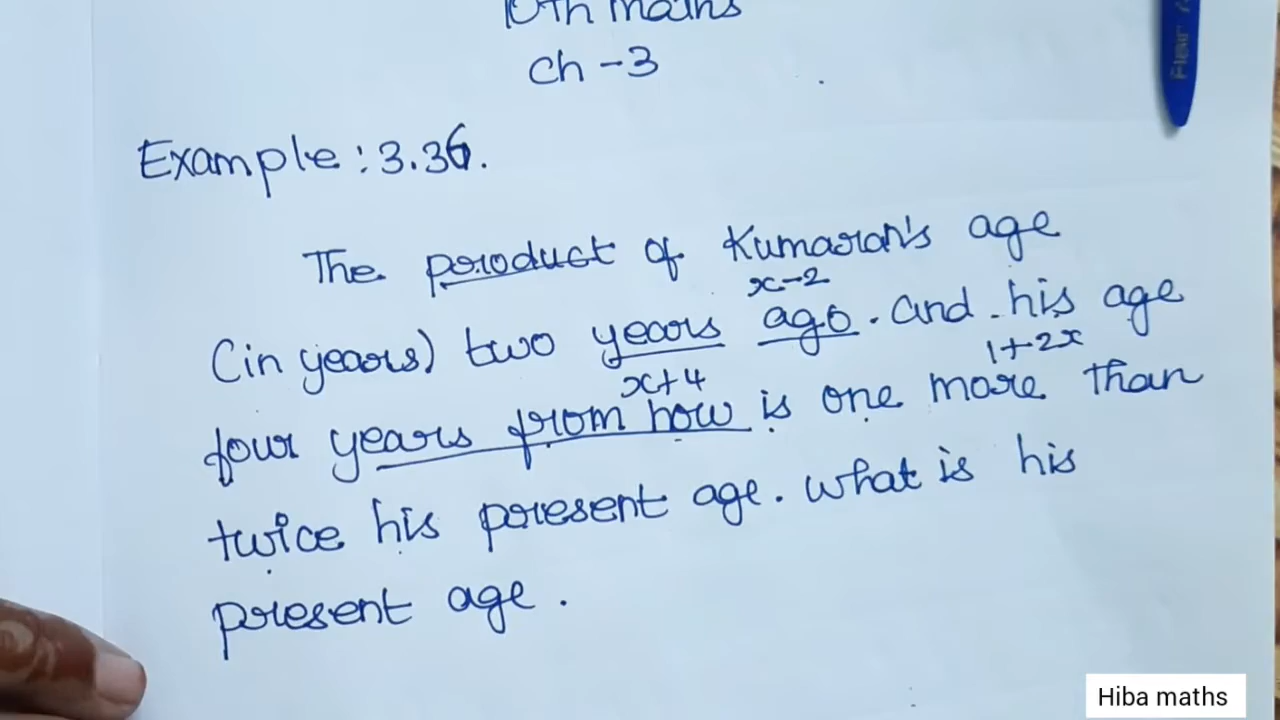 10th maths
Ch - 3
Flair
Example : 3.36.
The product of Kumaran's age
x-2
(in years) two years ago. and his age
1+2x
x+4
four years from now is one more than
twice his present age. What is his
present age.
Hiba maths